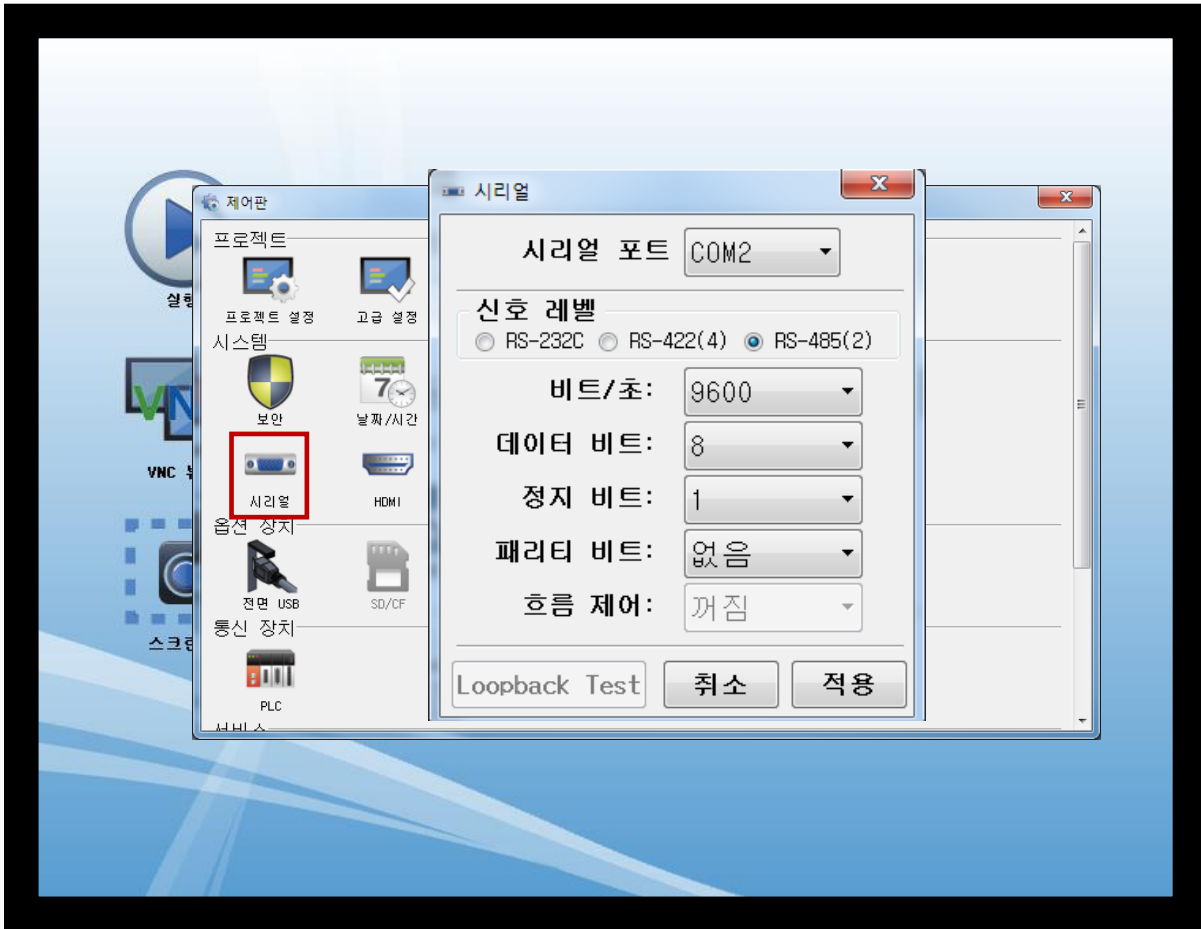 제어판
프로젝트
프로젝트 설정
고급 설정
시스템
보안
날짜/시간
시리얼
HDMI
옵션 장치
전면 USB
SD/CF
통신 장치
PLC
서비스
VNC
시리얼
시리얼 포트 COM2
신호 레벨
RS-232C RS-422(4) RS-485(2)
비트/초: 9600
데이터 비트: 8
정지 비트: 1
패리티 비트: 없음
흐름 제어: 꺼짐
Loopback Test 취소 적용